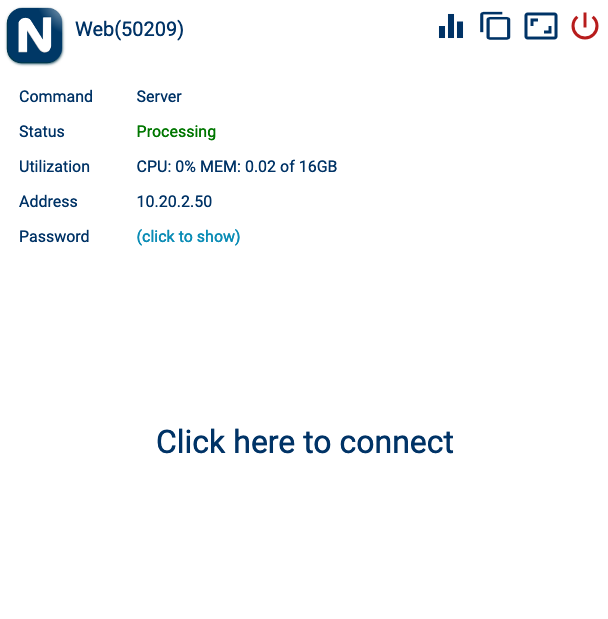 N Web(50209)
Command Server
Status Processing
Utilization CPU: 0% MEM: 0.02 of 16GB
Address 10.20.2.50
Password (click to show)
Click here to connect